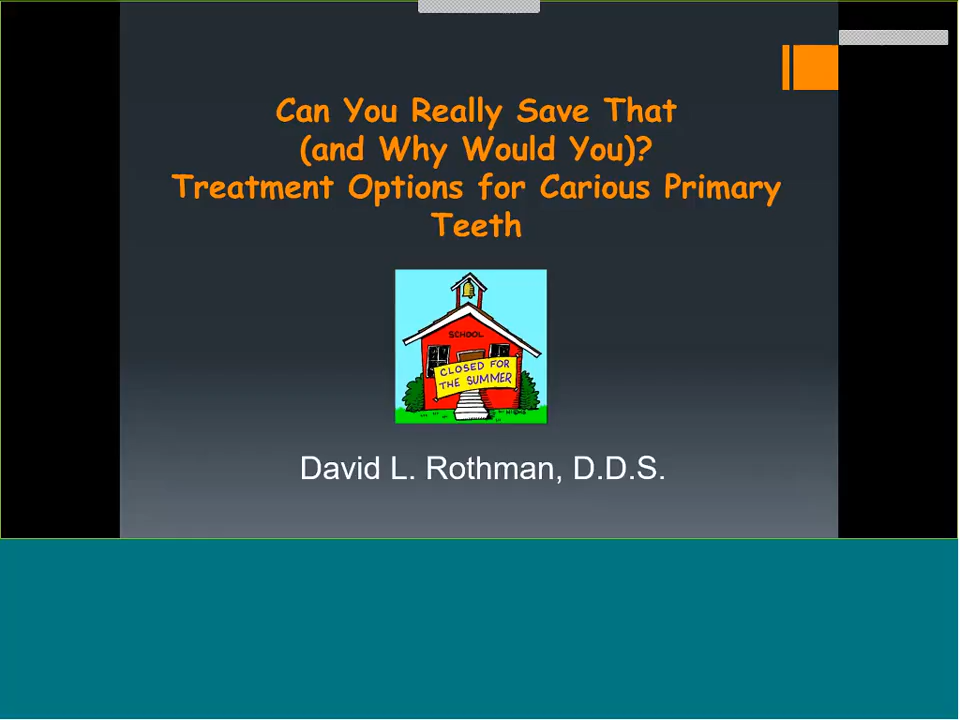 Can You Really Save That
(and Why Would You)?
Treatment Options for Carious Primary
Teeth
SCHOOL
CLOSED FOR
THE SUMMER
David L. Rothman, D.D.S.